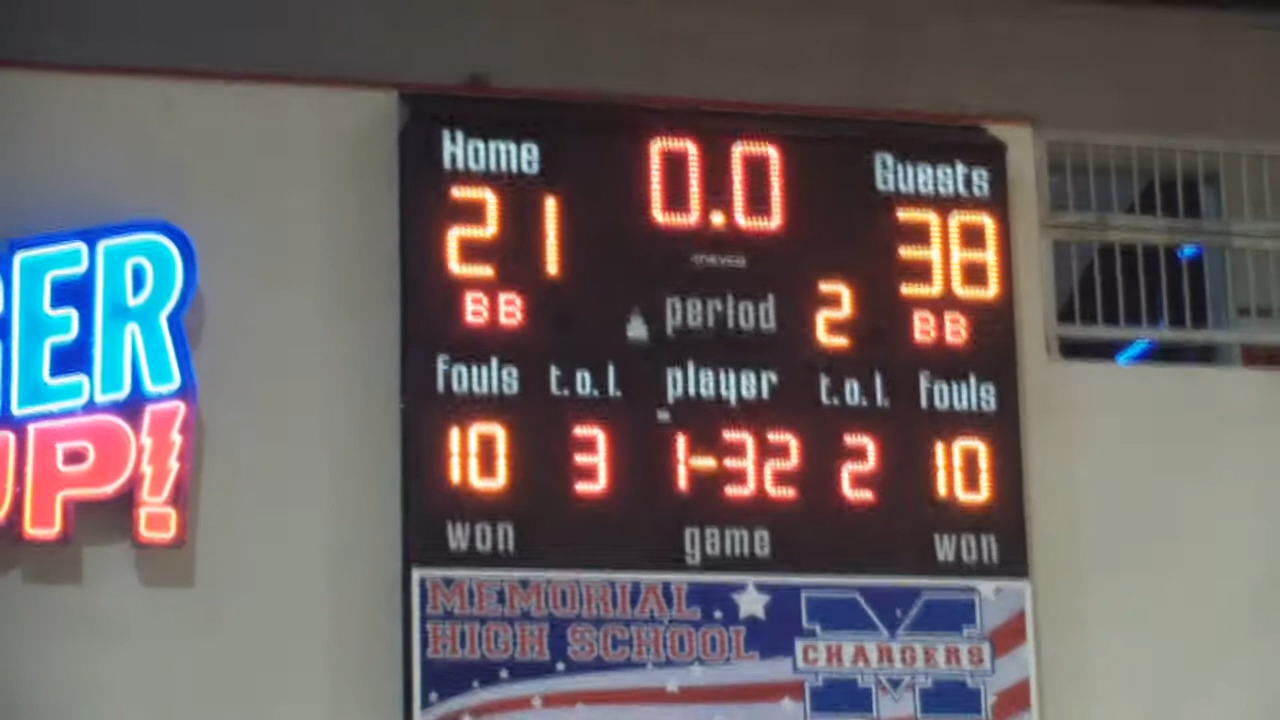 Home 0.0 Guests
21 38
BB period 2 BB
fouls t.o.l. player t.o.l. fouls
10 3 1-32 2 10
won game won
MEMORIAL
HIGH SCHOOL
CHARGERS
ER
UP!